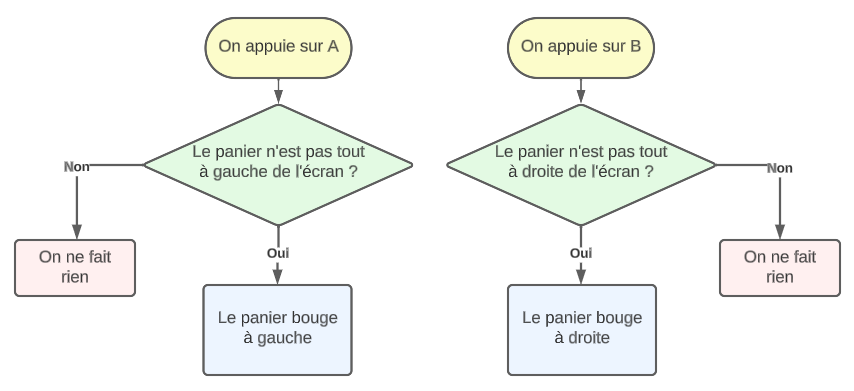 On appuie sur A
Le panier n'est pas tout
à gauche de l'écran ?
Non
On ne fait
rien
Oui
Le panier bouge
à gauche
On appuie sur B
Le panier n'est pas tout
à droite de l'écran ?
Non
On ne fait
rien
Oui
Le panier bouge
à droite